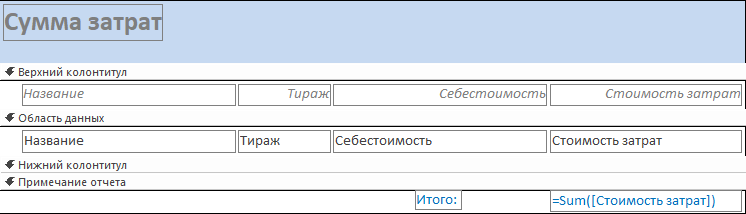 Сумма затрат
Верхний колонтитул
Название Тираж Себестоимость Стоимость затрат
Область данных
Название Тираж Себестоимость Стоимость затрат
Нижний колонтитул
Примечание отчета
Итого: =Sum([Стоимость затрат])